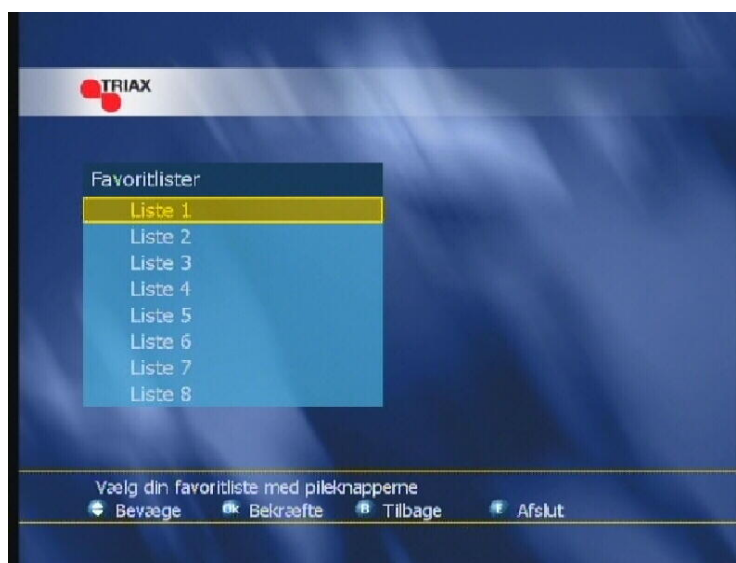 TRIAX
Favoritlister
Liste 1
Liste 2
Liste 3
Liste 4
Liste 5
Liste 6
Liste 7
Liste 8
Vælg din favoritliste med pileknapperne
Bevæge Ok Bekræfte B Tilbage E Afslut